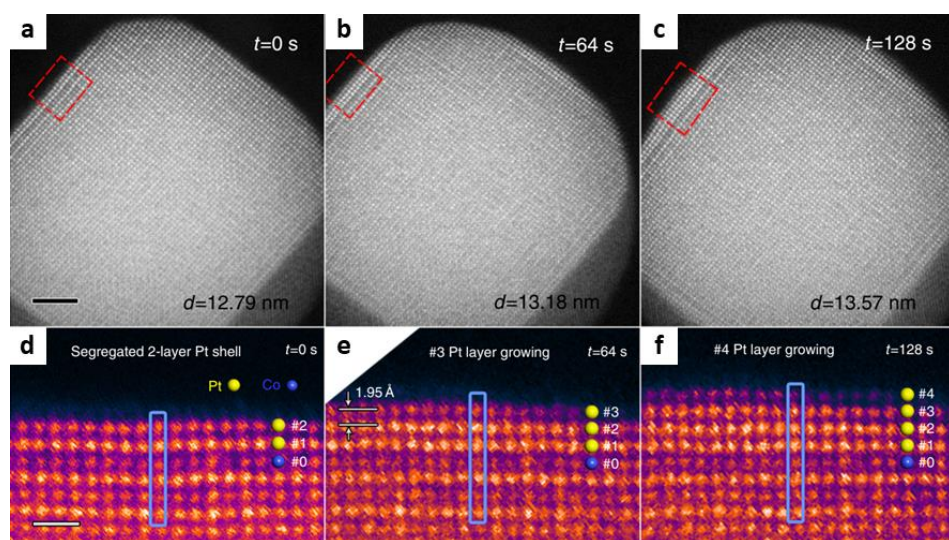 a
t=0 s
d=12.79 nm
b
t=64 s
d=13.18 nm
c
t=128 s
d=13.57 nm
d
Segregated 2-layer Pt shell
t=0 s
Pt
Co
#2
#1
#0
e
#3 Pt layer growing
t=64 s
1.95 Å
#3
#2
#1
#0
f
#4 Pt layer growing
t=128 s
#4
#3
#2
#1
#0